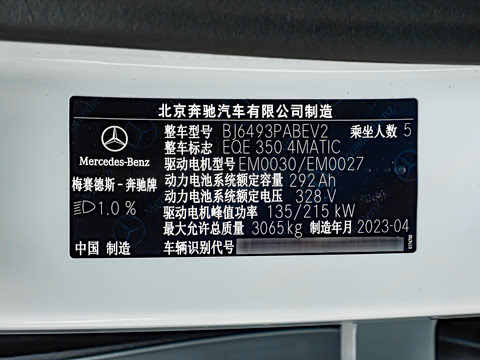 北京奔驰汽车有限公司制造
整车型号 BJ6493PABEV2 乘坐人数 5
整车标志 EQE 350 4MATIC
Mercedes-Benz
驱动电机型号 EM0030/EM0027
动力电池系统额定容量 292Ah
梅赛德斯-奔驰牌
动力电池系统额定电压 328 V
1.0 %
驱动电机峰值功率 135/215 kW
最大允许总质量 3065kg 制造年月 2023-04
中国 制造
车辆识别代号